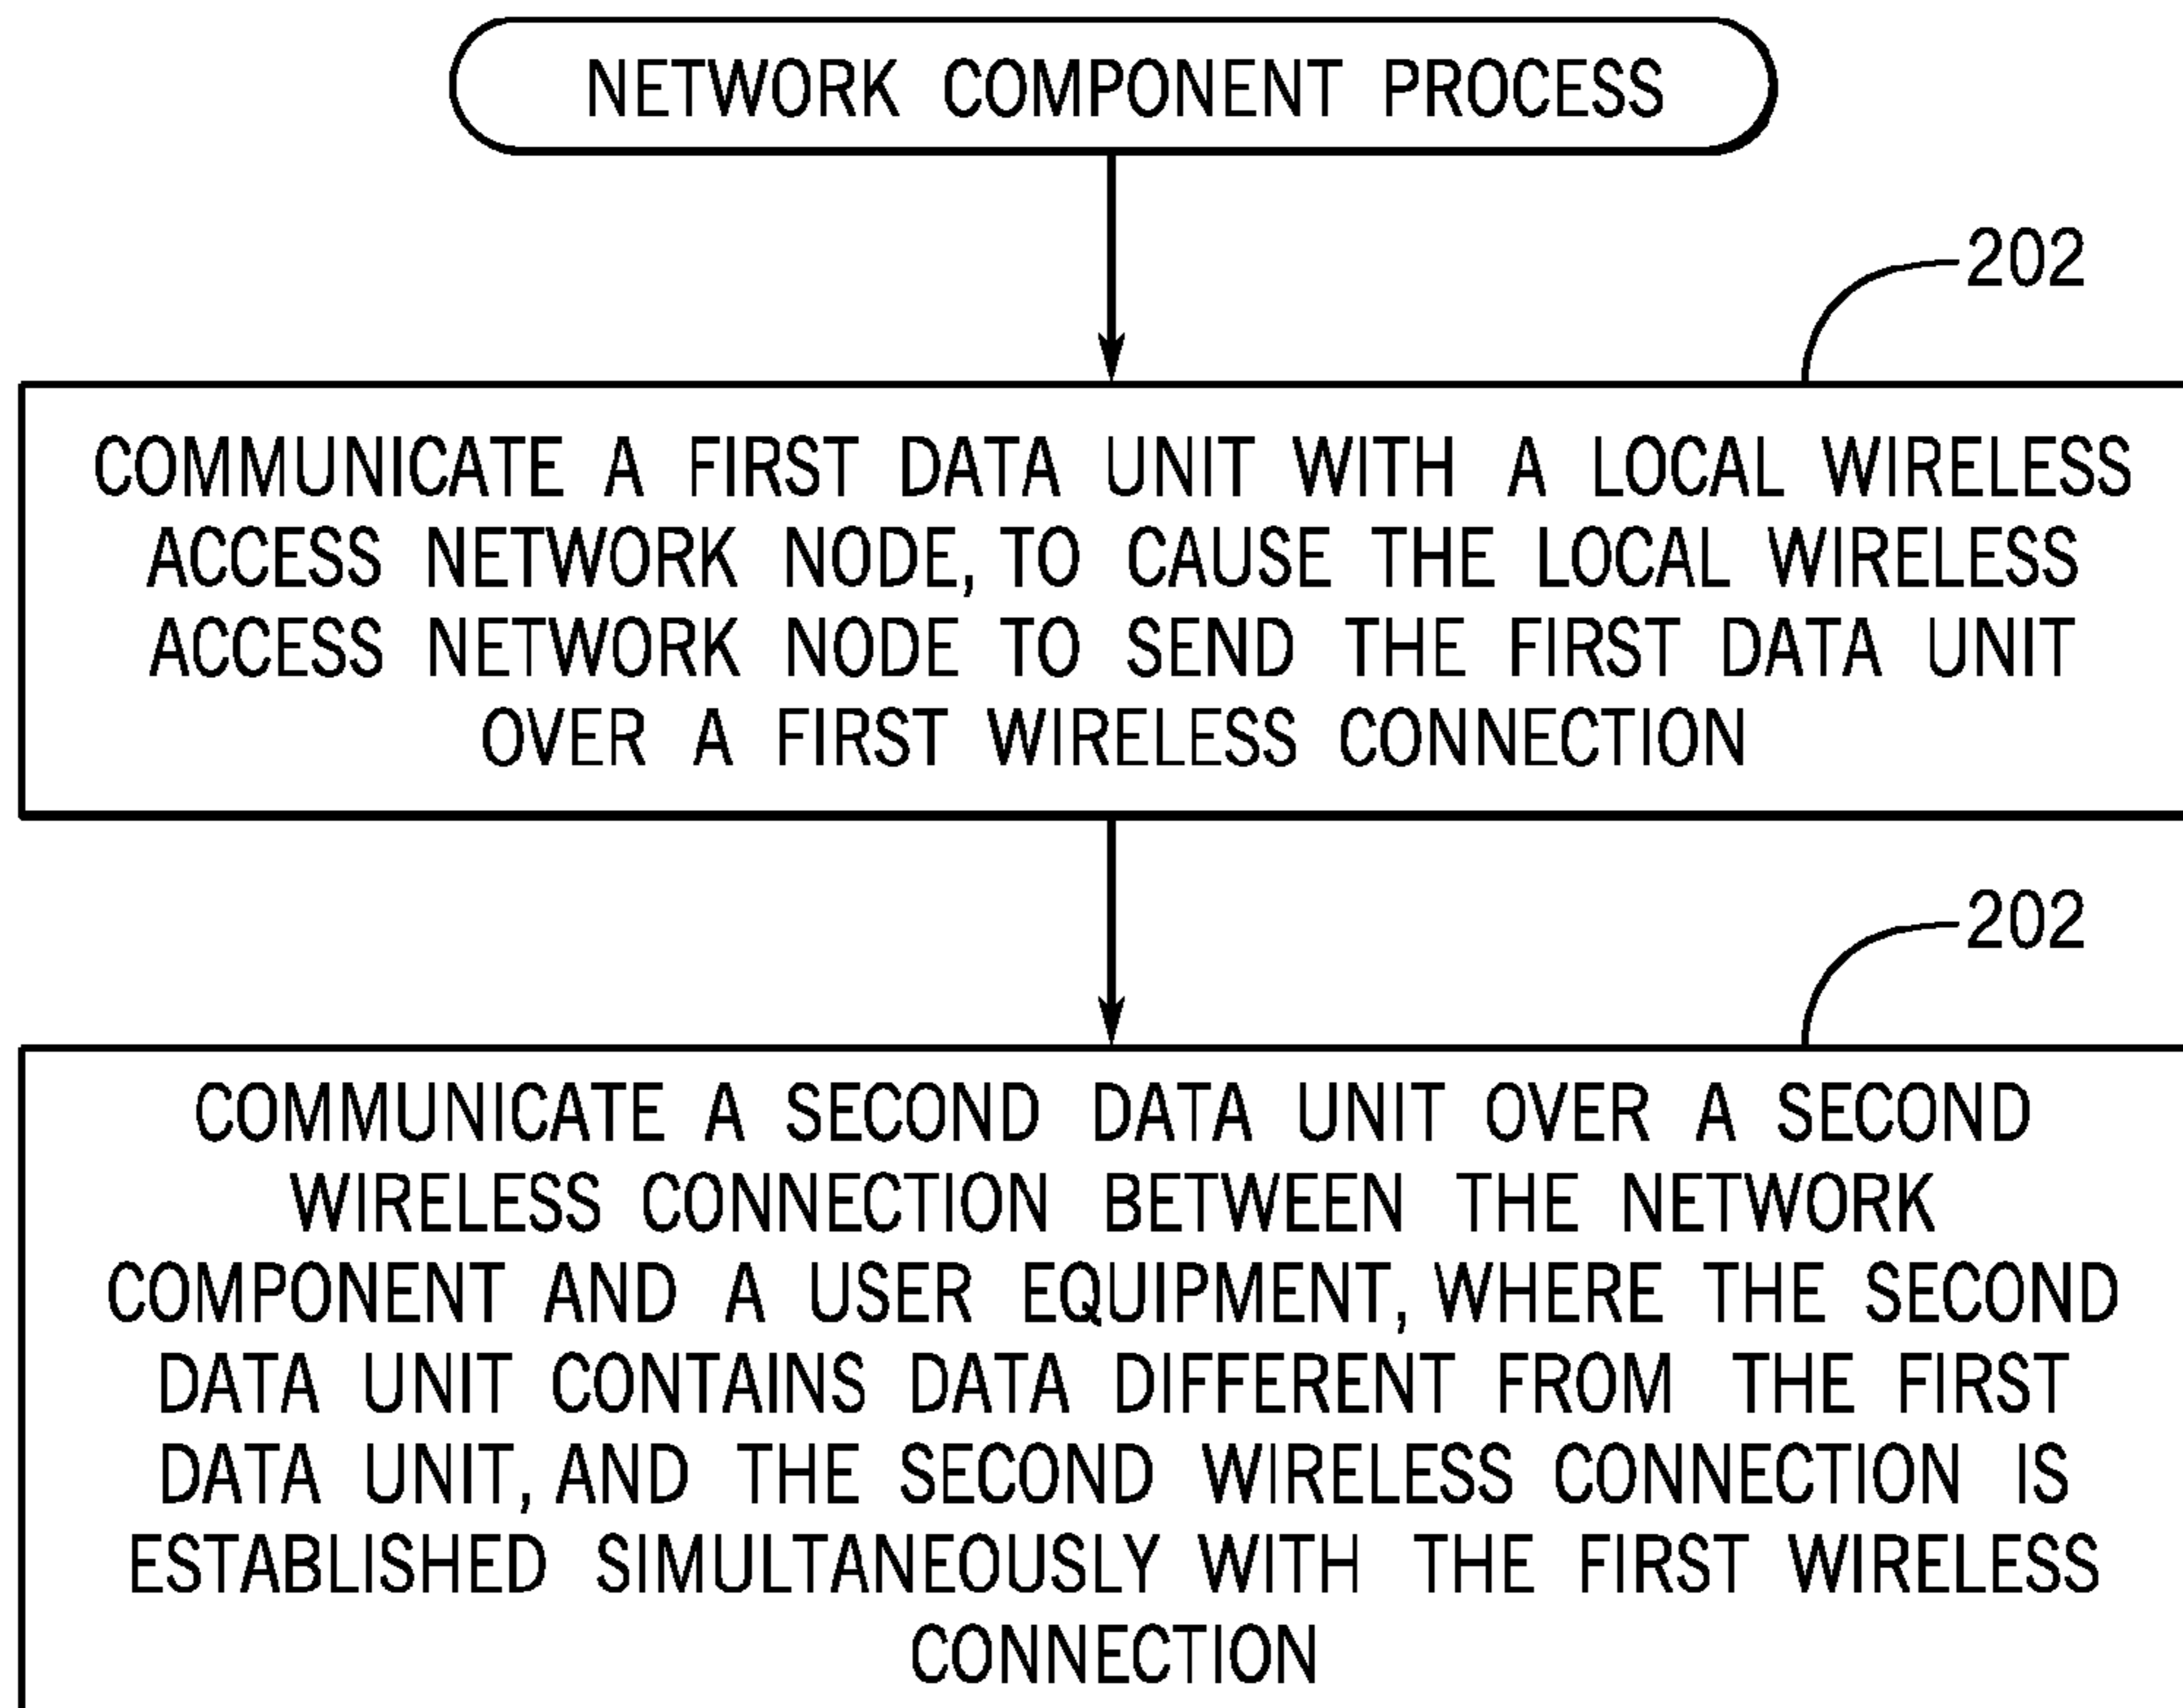 NETWORK COMPONENT PROCESS
202
COMMUNICATE A FIRST DATA UNIT WITH A LOCAL WIRELESS
ACCESS NETWORK NODE, TO CAUSE THE LOCAL WIRELESS
ACCESS NETWORK NODE TO SEND THE FIRST DATA UNIT
OVER A FIRST WIRELESS CONNECTION
202
COMMUNICATE A SECOND DATA UNIT OVER A SECOND
WIRELESS CONNECTION BETWEEN THE NETWORK
COMPONENT AND A USER EQUIPMENT, WHERE THE SECOND
DATA UNIT CONTAINS DATA DIFFERENT FROM THE FIRST
DATA UNIT, AND THE SECOND WIRELESS CONNECTION IS
ESTABLISHED SIMULTANEOUSLY WITH THE FIRST WIRELESS
CONNECTION